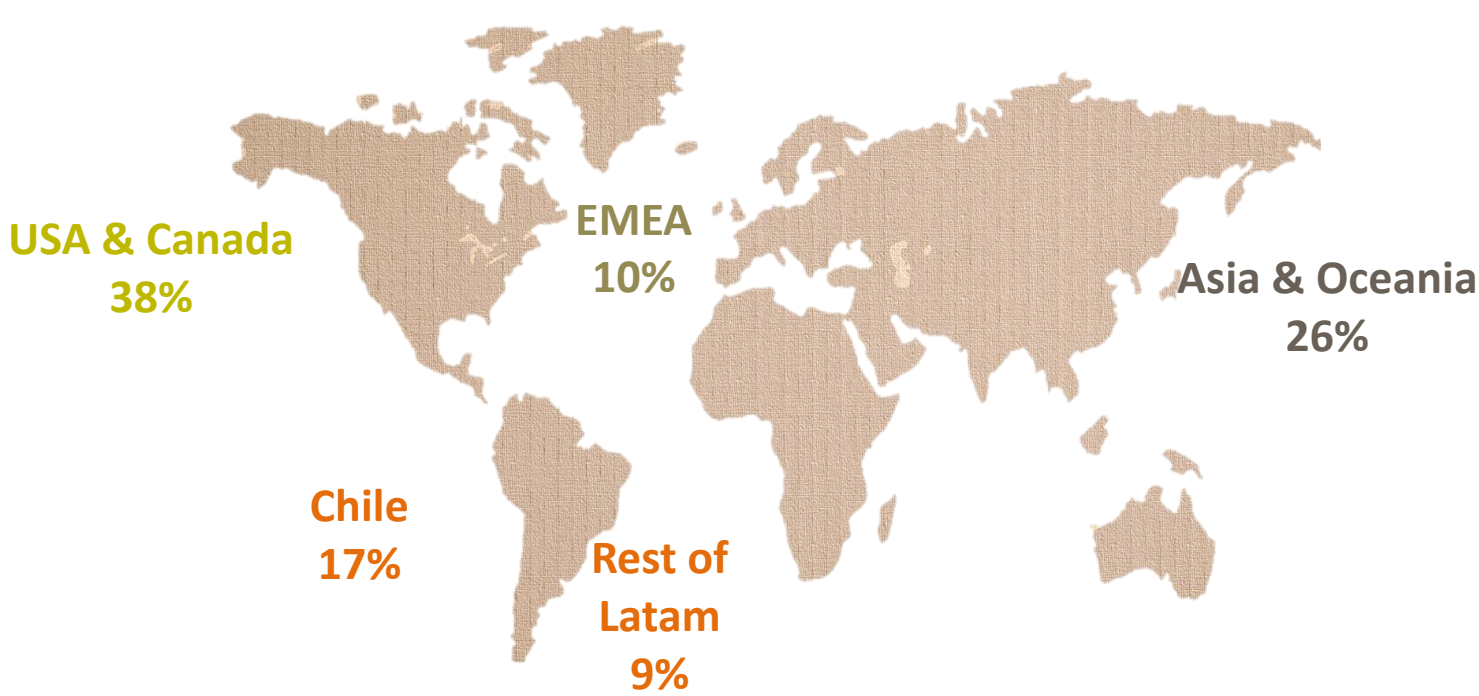 USA & Canada
38%
EMEA
10%
Asia & Oceania
26%
Chile
17%
Rest of
Latam
9%